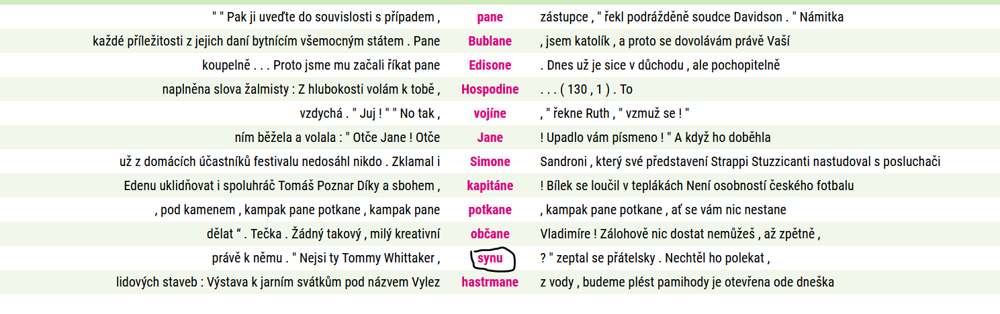 " " Pak ji uveďte do souvislosti s případem , pane zástupce , " řekl podrážděně soudce Davidson . " Námitka
každé příležitosti z jejich daní bytnícím všemocným státem . Pane Bublane , jsem katolík , a proto se dovolávám právě Vaší
koupelně . . . Proto jsme mu začali říkat pane Edisone . Dnes už je sice v důchodu , ale pochopitelně
naplněna slova žalmisty : Z hlubokosti volám k tobě , Hospodine . . . ( 130 , 1 ) . To
vzdychá . " Juj ! " " No tak , vojíne , " řekne Ruth , " vzmuž se ! "
ním běžela a volala : " Otče Jane ! Otče Jane ! Upadlo vám písmeno ! " A když ho doběhla
už z domácích účastníků festivalu nedosáhl nikdo . Zklamal i Simone Sandroni , který své představení Strappi Stuzzicanti nastudoval s posluchači
Edenu uklidňovat i spoluhráč Tomáš Poznar Díky a sbohem , kapitáne ! Bílek se loučil v teplákách Není osobností českého fotbalu
, pod kamenem , kampak pane potkane , kampak pane potkane , kampak pane potkane , ať se vám nic nestane
dělat “ . Tečka . Žádný takový , milý kreativní občane Vladimíre ! Zálohově nic dostat nemůžeš , až zpětně ,
právě k němu . " Nejsi ty Tommy Whittaker , synu ? " zeptal se přátelsky . Nechtěl ho polekat ,
lidových staveb : Výstava k jarním svátkům pod názvem Vylez hastrmane z vody , budeme plést pamihody je otevřena ode dneška